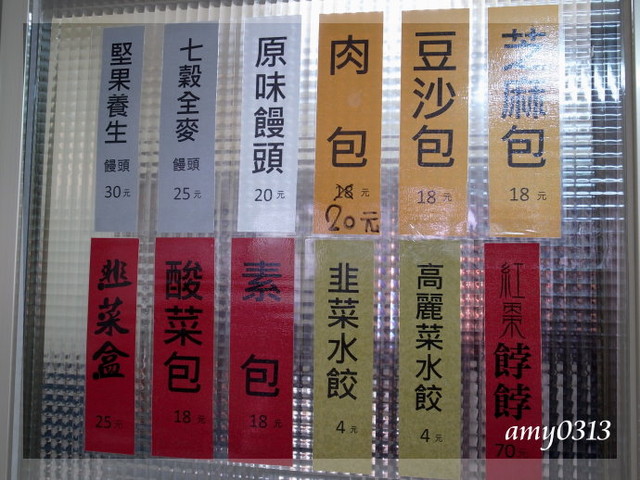 堅果養生
饅頭
30元
七穀全麥
饅頭
25元
原味饅頭
20元
肉包
18元
20元
豆沙包
18元
芝麻包
18元
韭菜盒
25元
酸菜包
18元
素包
18元
韭菜水餃
4元
高麗菜水餃
4元
紅棗餑餑
70元
amy0313